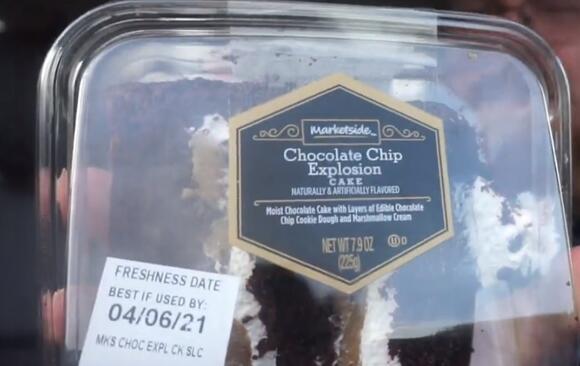 Marketside™
Chocolate Chip
Explosion
CAKE
NATURALLY & ARTIFICIALLY FLAVORED
Moist Chocolate Cake with Layers of Edible Chocolate
Chip Cookie Dough and Marshmallow Cream
NET WT 7.9 OZ
(225g)
Ⓤ D
FRESHNESS DATE
BEST IF USED BY:
04/06/21
MKS CHOC EXPL CK SLC